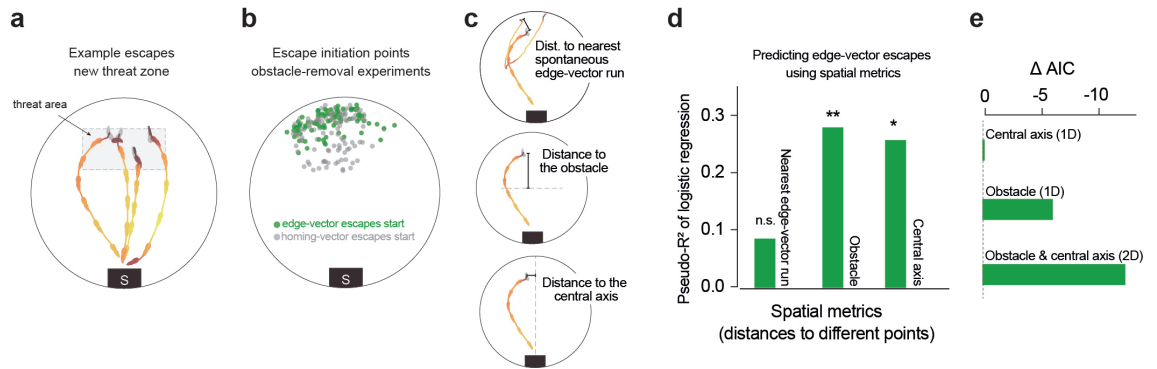 a
Example escapes
new threat zone
threat area
S
b
Escape initiation points
obstacle-removal experiments
edge-vector escapes start
homing-vector escapes start
S
c
Dist. to nearest
spontaneous
edge-vector run
Distance to
the obstacle
Distance to the
central axis
d
Predicting edge-vector escapes
using spatial metrics
Pseudo-R² of logistic regression
0.3
0.2
0.1
0.0
n.s.
**
*
Nearest edge-vector run
Obstacle
Central axis
Spatial metrics
(distances to different points)
e
Δ AIC
0 -5 -10
Central axis (1D)
Obstacle (1D)
Obstacle & central axis (2D)